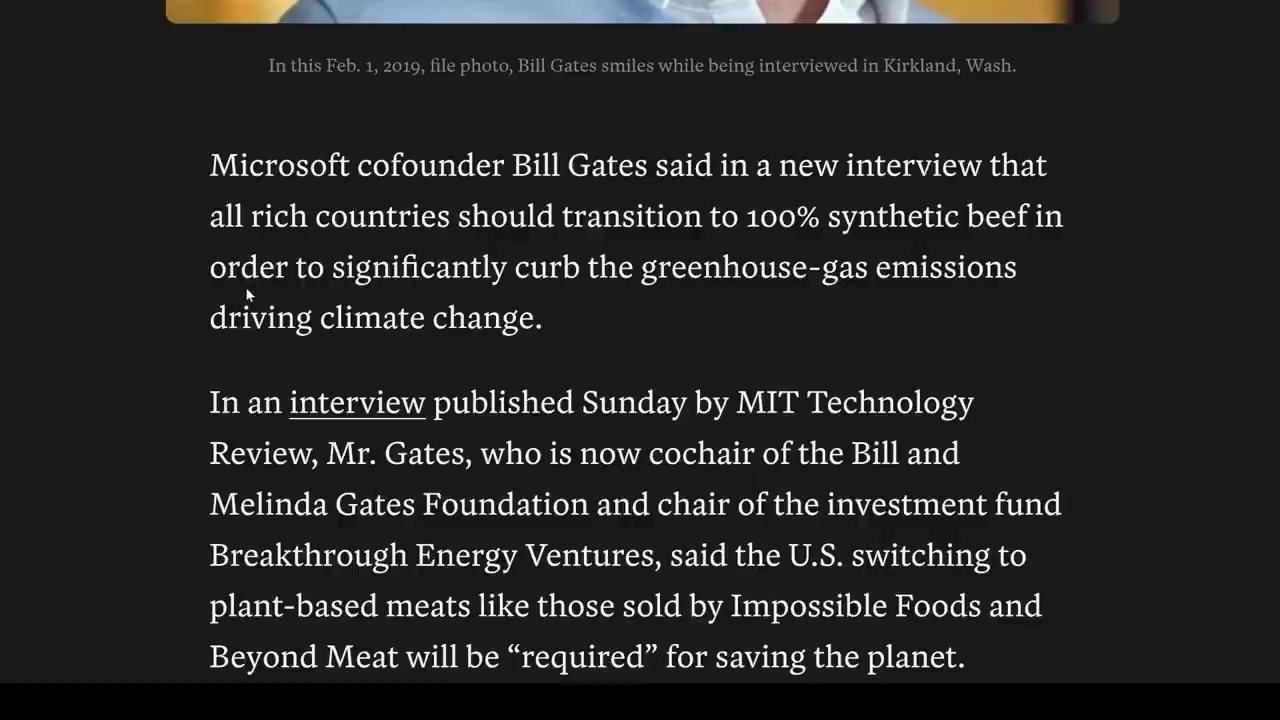 In this Feb. 1, 2019, file photo, Bill Gates smiles while being interviewed in Kirkland, Wash.
Microsoft cofounder Bill Gates said in a new interview that
all rich countries should transition to 100% synthetic beef in
order to significantly curb the greenhouse-gas emissions
driving climate change.
In an interview published Sunday by MIT Technology
Review, Mr. Gates, who is now cochair of the Bill and
Melinda Gates Foundation and chair of the investment fund
Breakthrough Energy Ventures, said the U.S. switching to
plant-based meats like those sold by Impossible Foods and
Beyond Meat will be “required” for saving the planet.